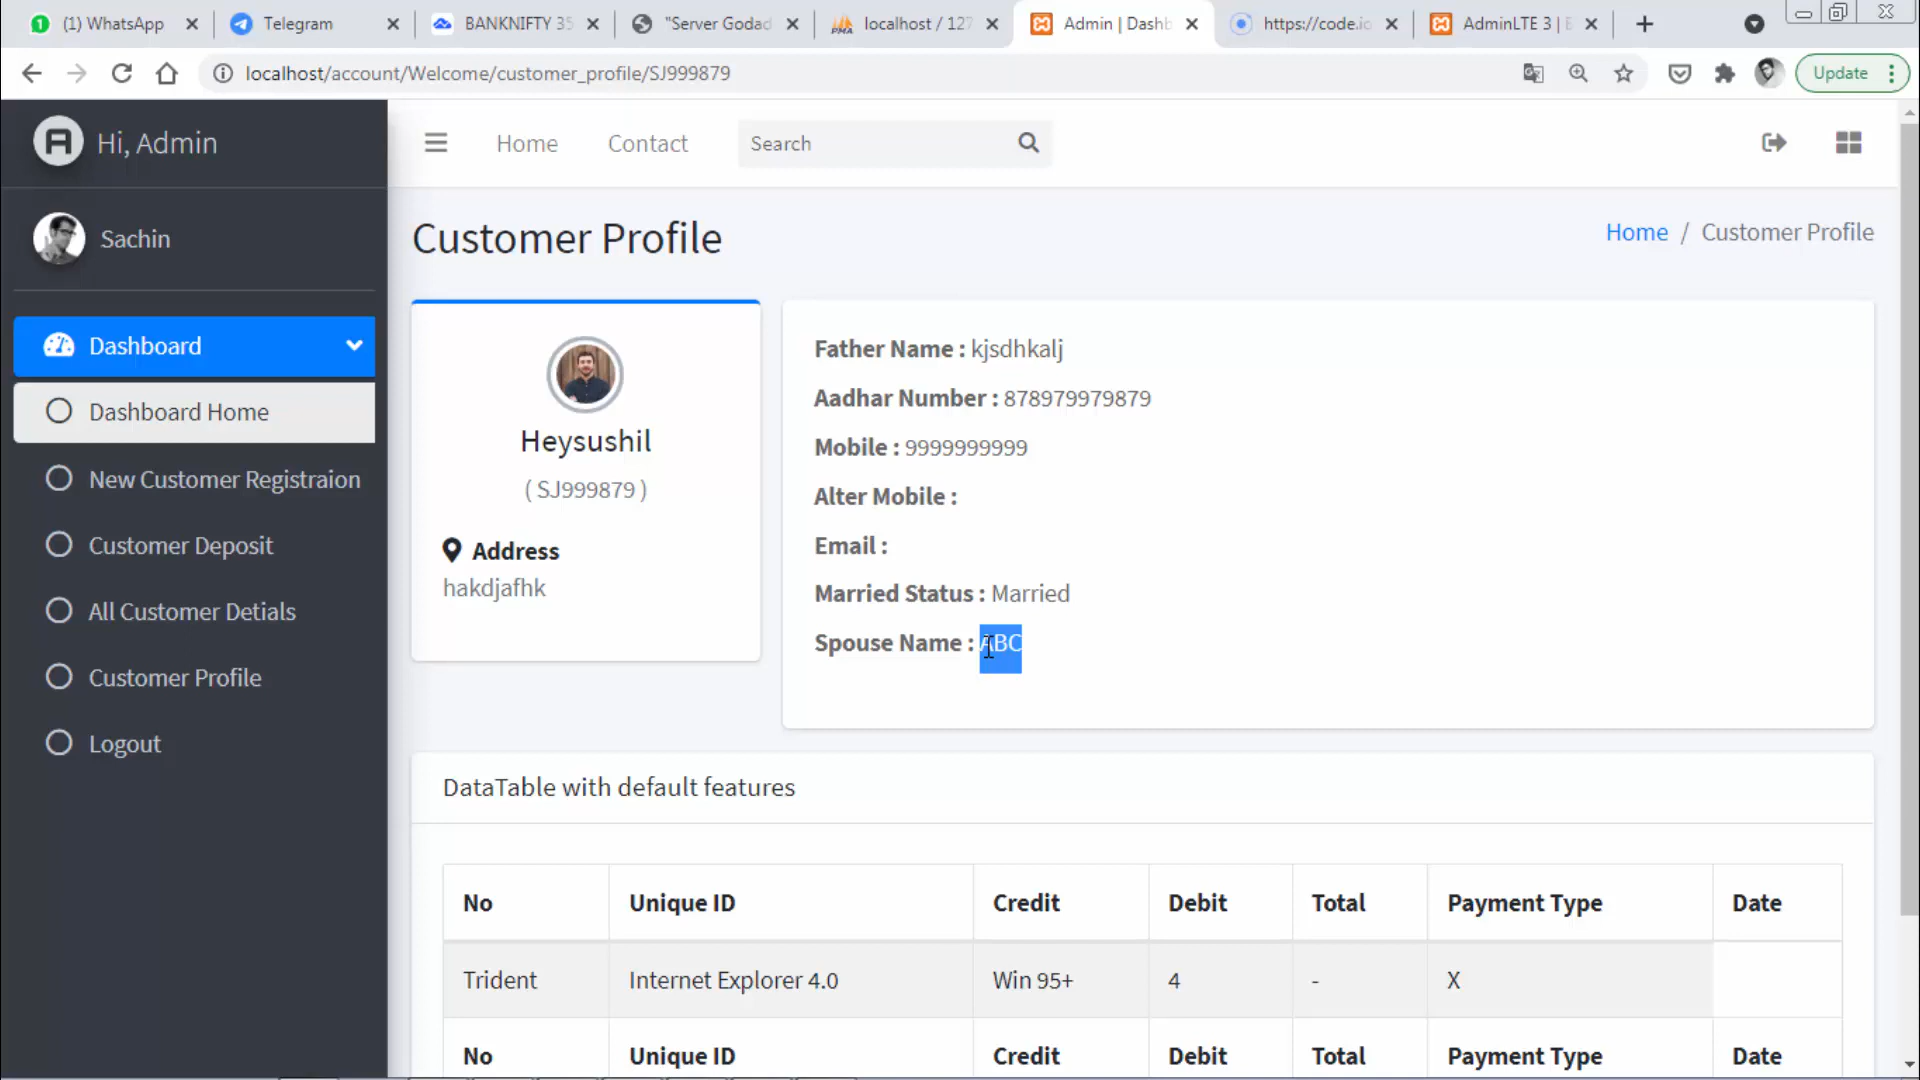 (1) WhatsApp
Telegram
BANKNIFTY 35
"Server Godad
localhost / 127
Admin | Dashb
https://code.io
AdminLTE 3 |
localhost/account/Welcome/customer_profile/SJ999879
Update
Hi, Admin
Home
Contact
Search
Sachin
Customer Profile
Home / Customer Profile
Dashboard
Dashboard Home
New Customer Registraion
Customer Deposit
All Customer Detials
Customer Profile
Logout
Heysushil
( SJ999879 )
Address
hakdjafhk
Father Name : kjsdhkalj
Aadhar Number : 878979979879
Mobile : 9999999999
Alter Mobile :
Email :
Married Status : Married
Spouse Name : ABC
DataTable with default features
No Unique ID Credit Debit Total Payment Type Date
Trident Internet Explorer 4.0 Win 95+ 4 - X
No Unique ID Credit Debit Total Payment Type Date